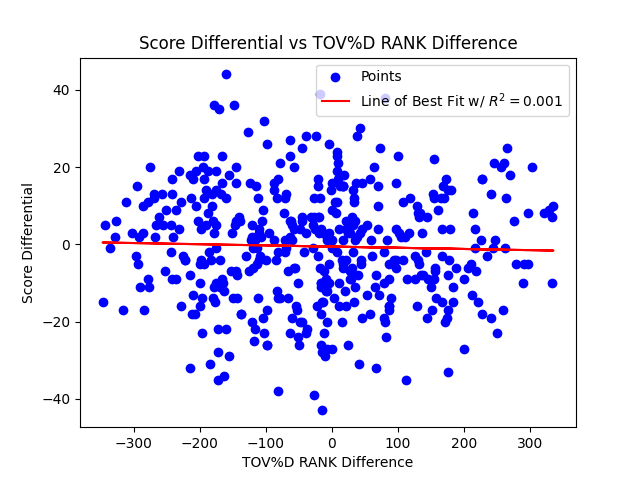 Score Differential vs TOV%D RANK Difference
Points
Line of Best Fit w/ R² = 0.001
40
20
0
−20
−40
Score Differential
−300
−200
−100
0
100
200
300
TOV%D RANK Difference